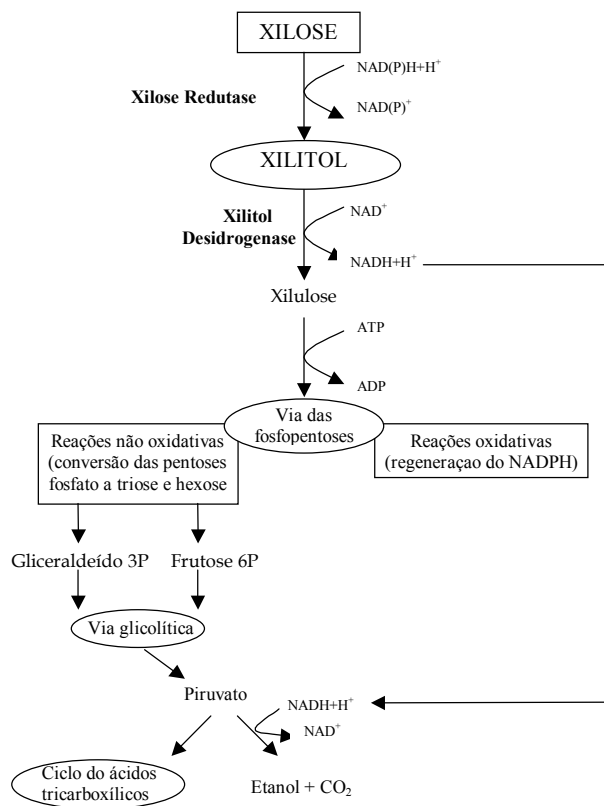 XILOSE
NAD(P)H+H⁺
Xilose Redutase
NAD(P)⁺
XILITOL
NAD⁺
Xilitol
Desidrogenase
NADH+H⁺
Xilulose
ATP
ADP
Via das
fosfopentoses
Reações não oxidativas
(conversão das pentoses
fosfato a triose e hexose
Reações oxidativas
(regeneraçao do NADPH)
Gliceraldeído 3P
Frutose 6P
Via glicolítica
Piruvato
NADH+H⁺
NAD⁺
Ciclo do ácidos
tricarboxílicos
Etanol + CO₂